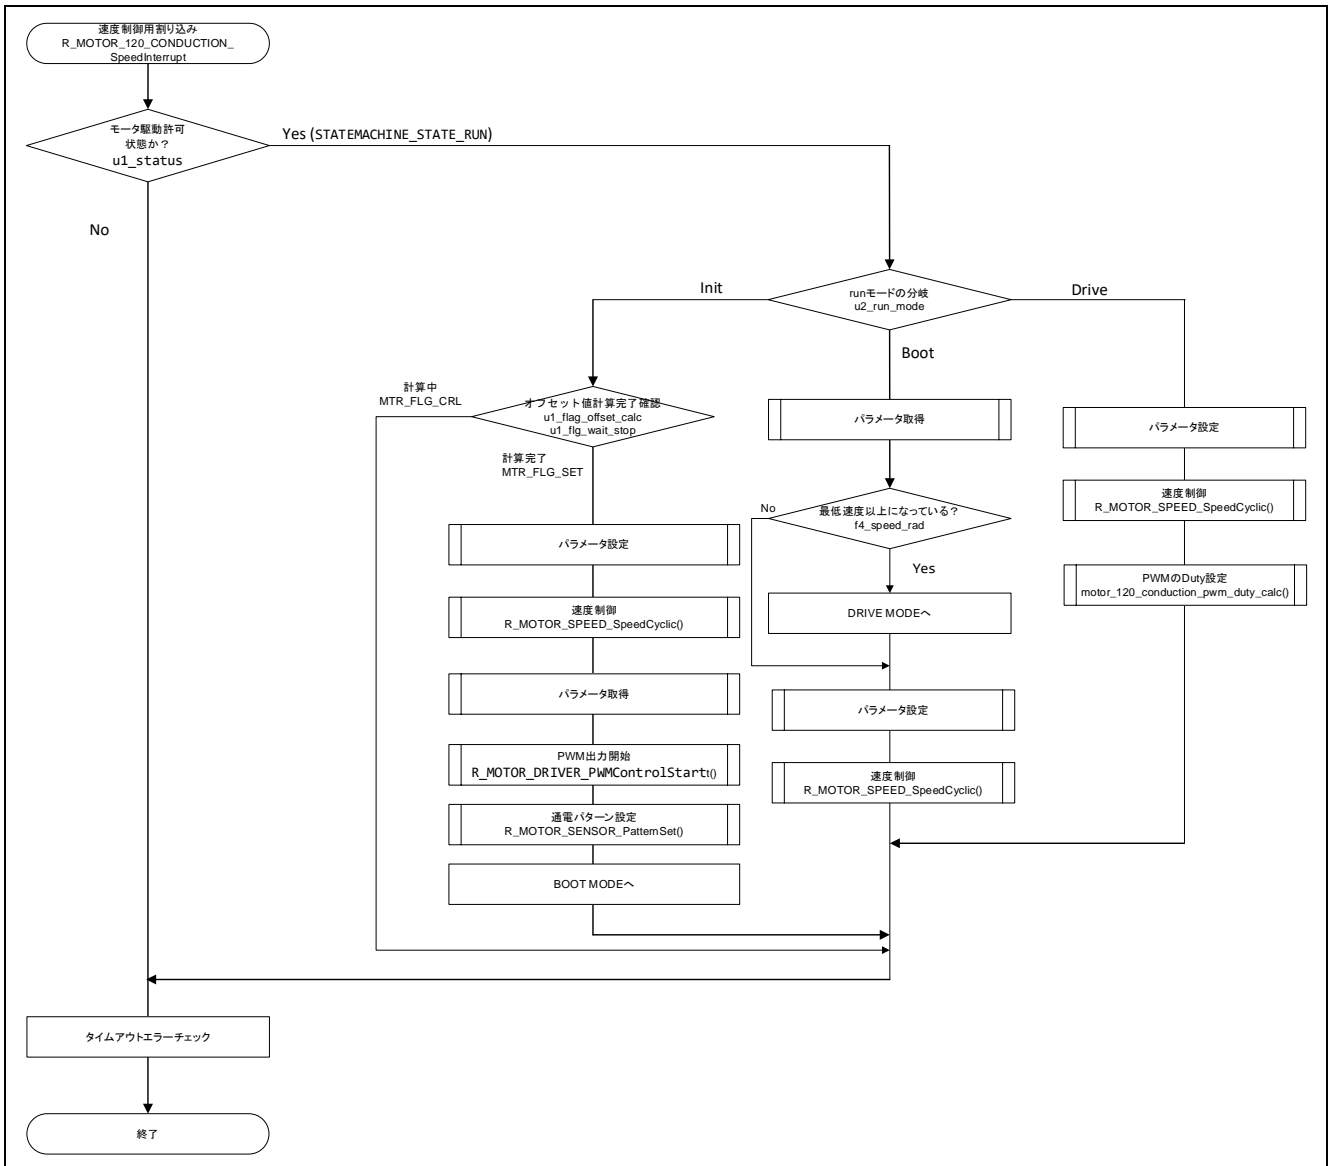 速度制御用割り込み
R_MOTOR_120_CONDUCTION_
SpeedInterrupt
モータ駆動許可
状態か？
u1_status
Yes (STATEMACHINE_STATE_RUN)
No
runモードの分岐
u2_run_mode
Init
Drive
Boot
計算中
MTR_FLG_CRL
オフセット値計算完了確認
u1_flag_offset_calc
u1_flg_wait_stop
計算完了
MTR_FLG_SET
パラメータ設定
速度制御
R_MOTOR_SPEED_SpeedCyclic()
パラメータ取得
PWM出力開始
R_MOTOR_DRIVER_PWMControlStart()
通電パターン設定
R_MOTOR_SENSOR_PatternSet()
BOOT MODEへ
パラメータ取得
最低速度以上になっている？
f4_speed_rad
No
Yes
DRIVE MODEへ
パラメータ設定
速度制御
R_MOTOR_SPEED_SpeedCyclic()
パラメータ設定
速度制御
R_MOTOR_SPEED_SpeedCyclic()
PWMのDuty設定
motor_120_conduction_pwm_duty_calc()
タイムアウトエラーチェック
終了